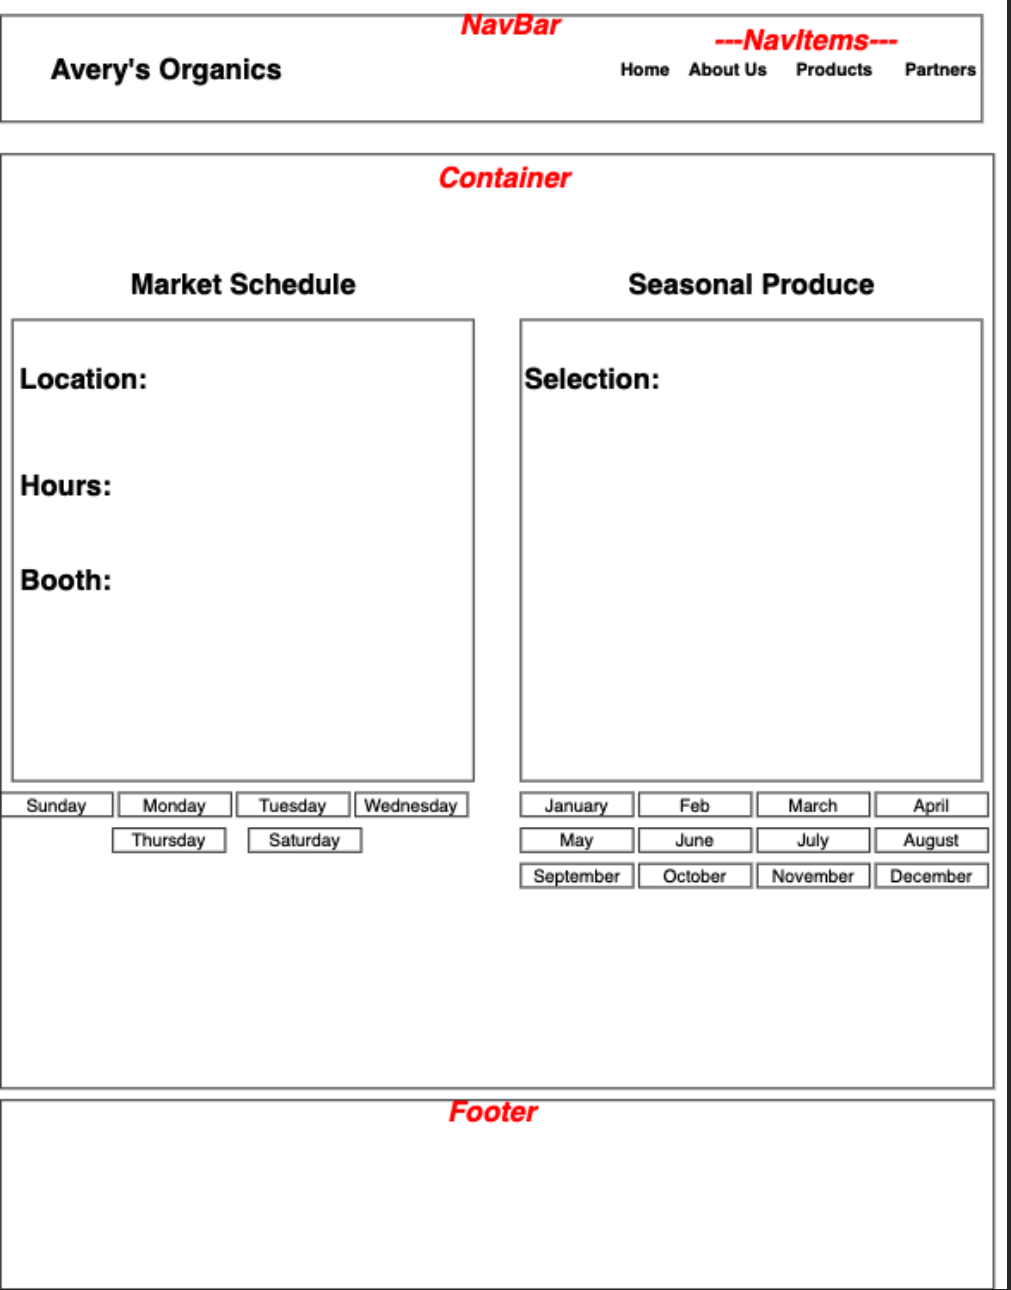 NavBar
---NavItems---
Avery's Organics
Home About Us Products Partners
Container
Market Schedule
Seasonal Produce
Location:
Hours:
Booth:
Selection:
Sunday Monday Tuesday Wednesday
Thursday Saturday
January Feb March April
May June July August
September October November December
Footer